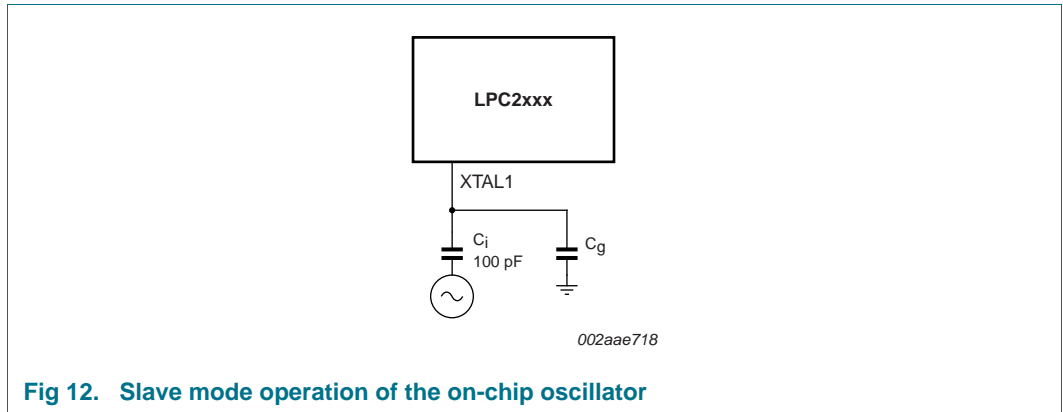 LPC2xxx
XTAL1
Ci
100 pF
Cg
002aae718
Fig 12. Slave mode operation of the on-chip oscillator